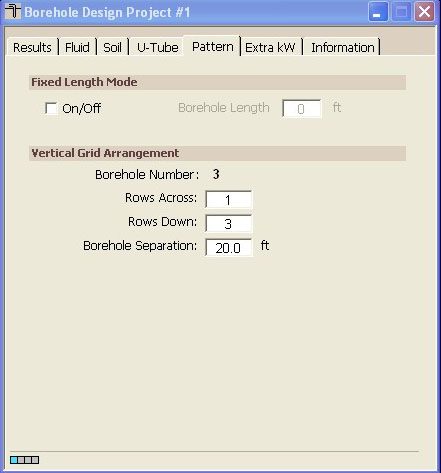 Borehole Design Project #1
Results Fluid Soil U-Tube Pattern Extra kW Information
Fixed Length Mode
On/Off Borehole Length 0 ft
Vertical Grid Arrangement
Borehole Number: 3
Rows Across: 1
Rows Down: 3
Borehole Separation: 20.0 ft